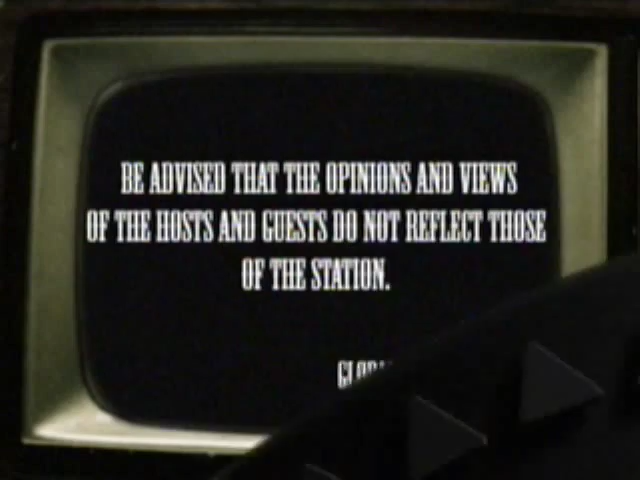 BE ADVISED THAT THE OPINIONS AND VIEWS
OF THE HOSTS AND GUESTS DO NOT REFLECT THOSE
OF THE STATION.